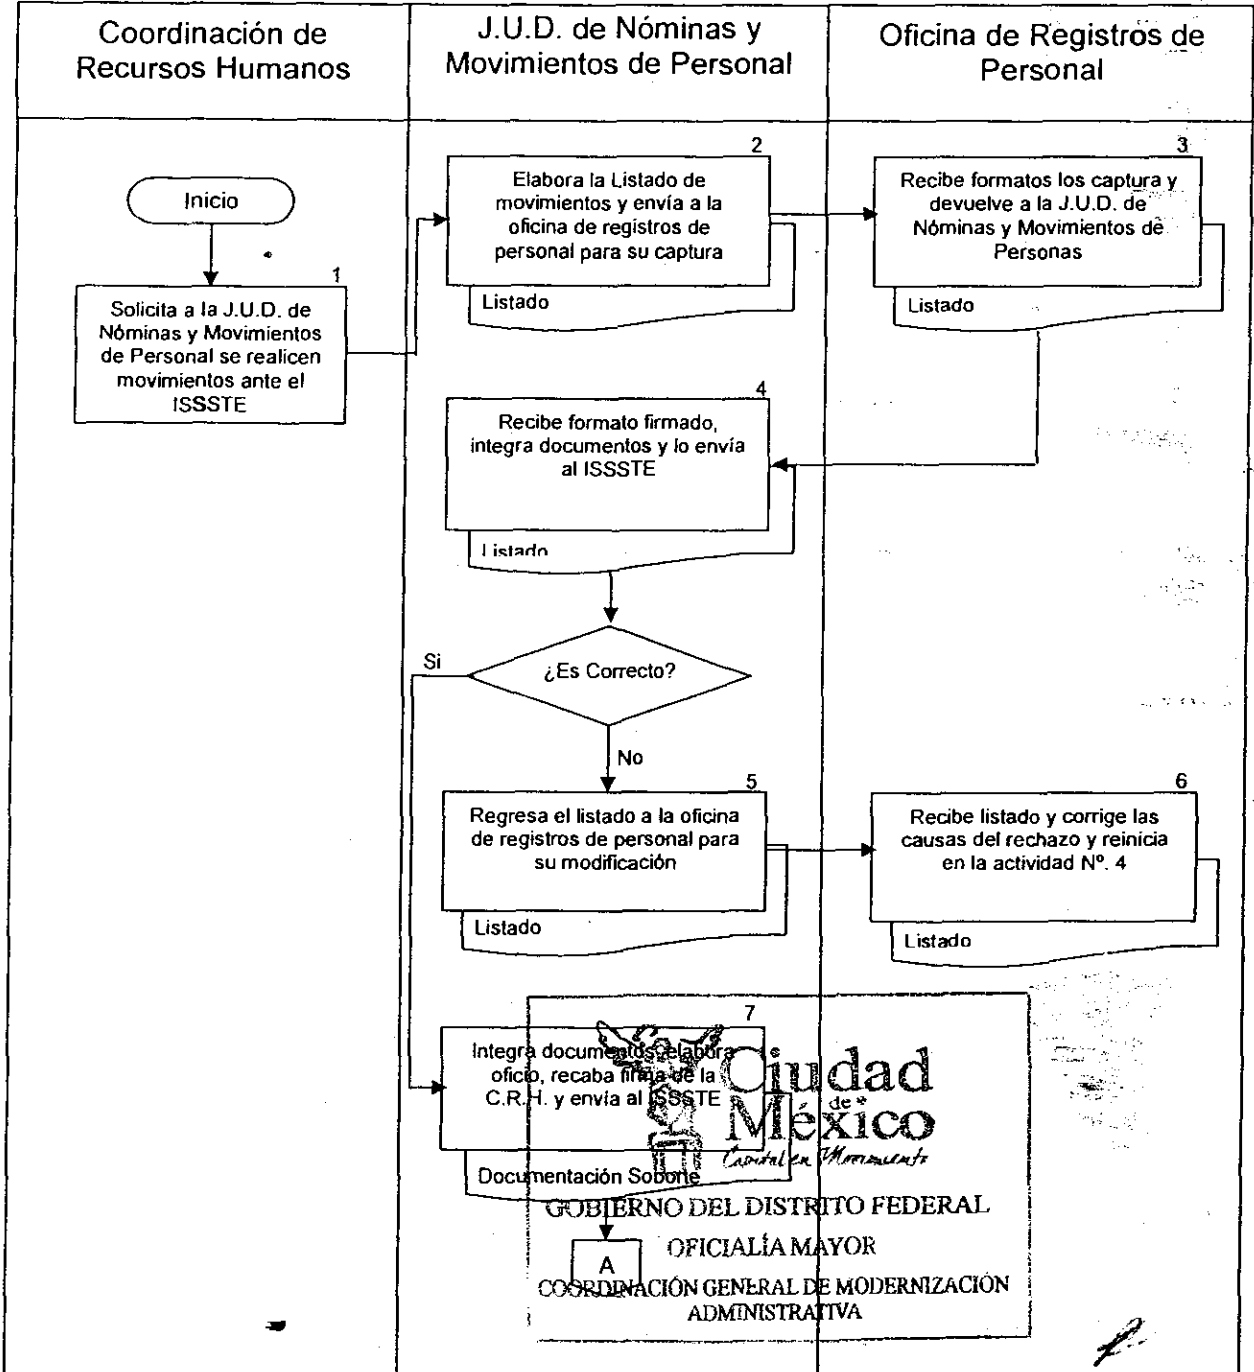 Coordinación de
Recursos Humanos
J.U.D. de Nóminas y
Movimientos de Personal
Oficina de Registros de
Personal
Inicio
1
Solicita a la J.U.D. de
Nóminas y Movimientos
de Personal se realicen
movimientos ante el
ISSSTE
2
Elabora la Listado de
movimientos y envía a la
oficina de registros de
personal para su captura
Listado
3
Recibe formatos los captura y
devuelve a la J.U.D. de
Nóminas y Movimientos de
Personas
Listado
4
Recibe formato firmado,
integra documentos y lo envía
al ISSSTE
Listado
¿Es Correcto?
Si
No
5
Regresa el listado a la oficina
de registros de personal para
su modificación
Listado
6
Recibe listado y corrige las
causas del rechazo y reinicia
en la actividad Nº. 4
Listado
7
Integra documentos, elabora
oficio, recaba firma de la
C.R.H. y envía al ISSSTE
Documentación Soporte
A
Ciudad
de
México
Capital en Movimiento
GOBIERNO DEL DISTRITO FEDERAL
OFICIALÍA MAYOR
COORDINACIÓN GENERAL DE MODERNIZACIÓN
ADMINISTRATIVA